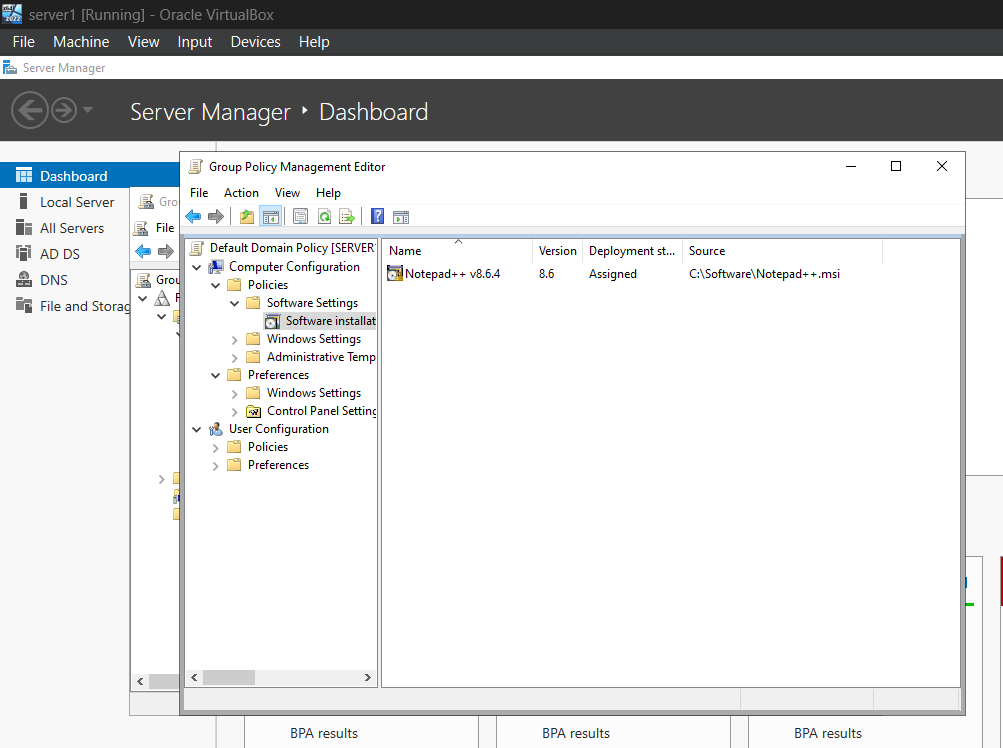 server1 [Running] - Oracle VirtualBox
File Machine View Input Devices Help
Server Manager
Server Manager Dashboard
Dashboard
Local Server
All Servers
AD DS
DNS
File and Storag
Gro
File
Grou
F
Group Policy Management Editor
File Action View Help
Default Domain Policy [SERVER
Computer Configuration
Policies
Software Settings
Software installat
Windows Settings
Administrative Temp
Preferences
Windows Settings
Control Panel Setting
User Configuration
Policies
Preferences
Name Version Deployment st... Source
Notepad++ v8.6.4 8.6 Assigned C:\Software\Notepad++.msi
BPA results BPA results BPA results